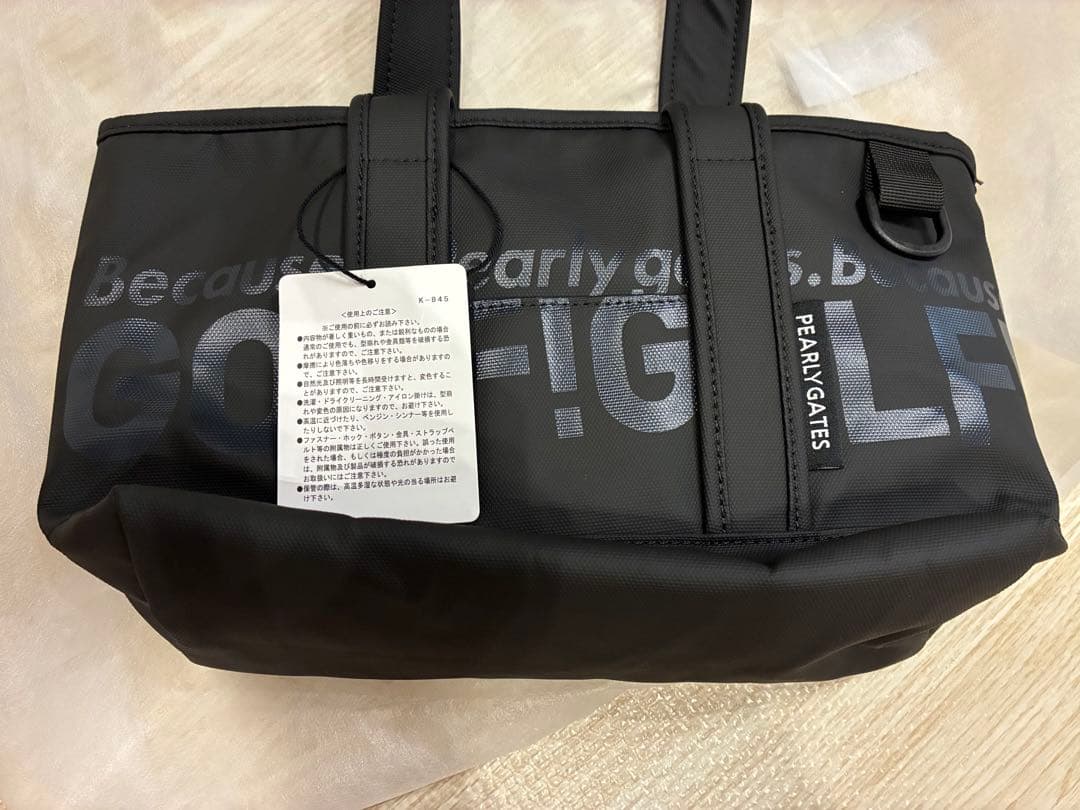 Because
early
s.Becaus
GO
F!G
LF
PEARLY GATES
K-845
<使用上のご注意>
※ご使用の前に必ずお読み下さい。
●内容物が著しく重いもの、または鋭利なものの場合
通常のご使用でも、型崩れや金具類等を破損する恐
れがありますので、ご注意下さい。
●摩擦により色落ちや色移りをする場合がありますの
で、ご注意下さい。
●自然光及び照明等を長時間受けますと、変色するこ
とがありますので、ご注意下さい。
●洗濯・ドライクリーニング・アイロン掛けは、型崩
れや変色の原因になりますので、お避け下さい。
●高温に近づけたり、ベンジン・シンナー等を使用し
たりしないで下さい。
●ファスナー・ホック・ボタン・金具・ストラップベ
ルト等の附属物は正しくご使用下さい。誤った使用
をされた場合、もしくは極度の負担がかかった場合
は、附属物及び製品が破損する恐れがありますので
お取扱いにはご注意下さい。
●保管の際は、高温多湿な状態や光の当る場所はお避
け下さい。